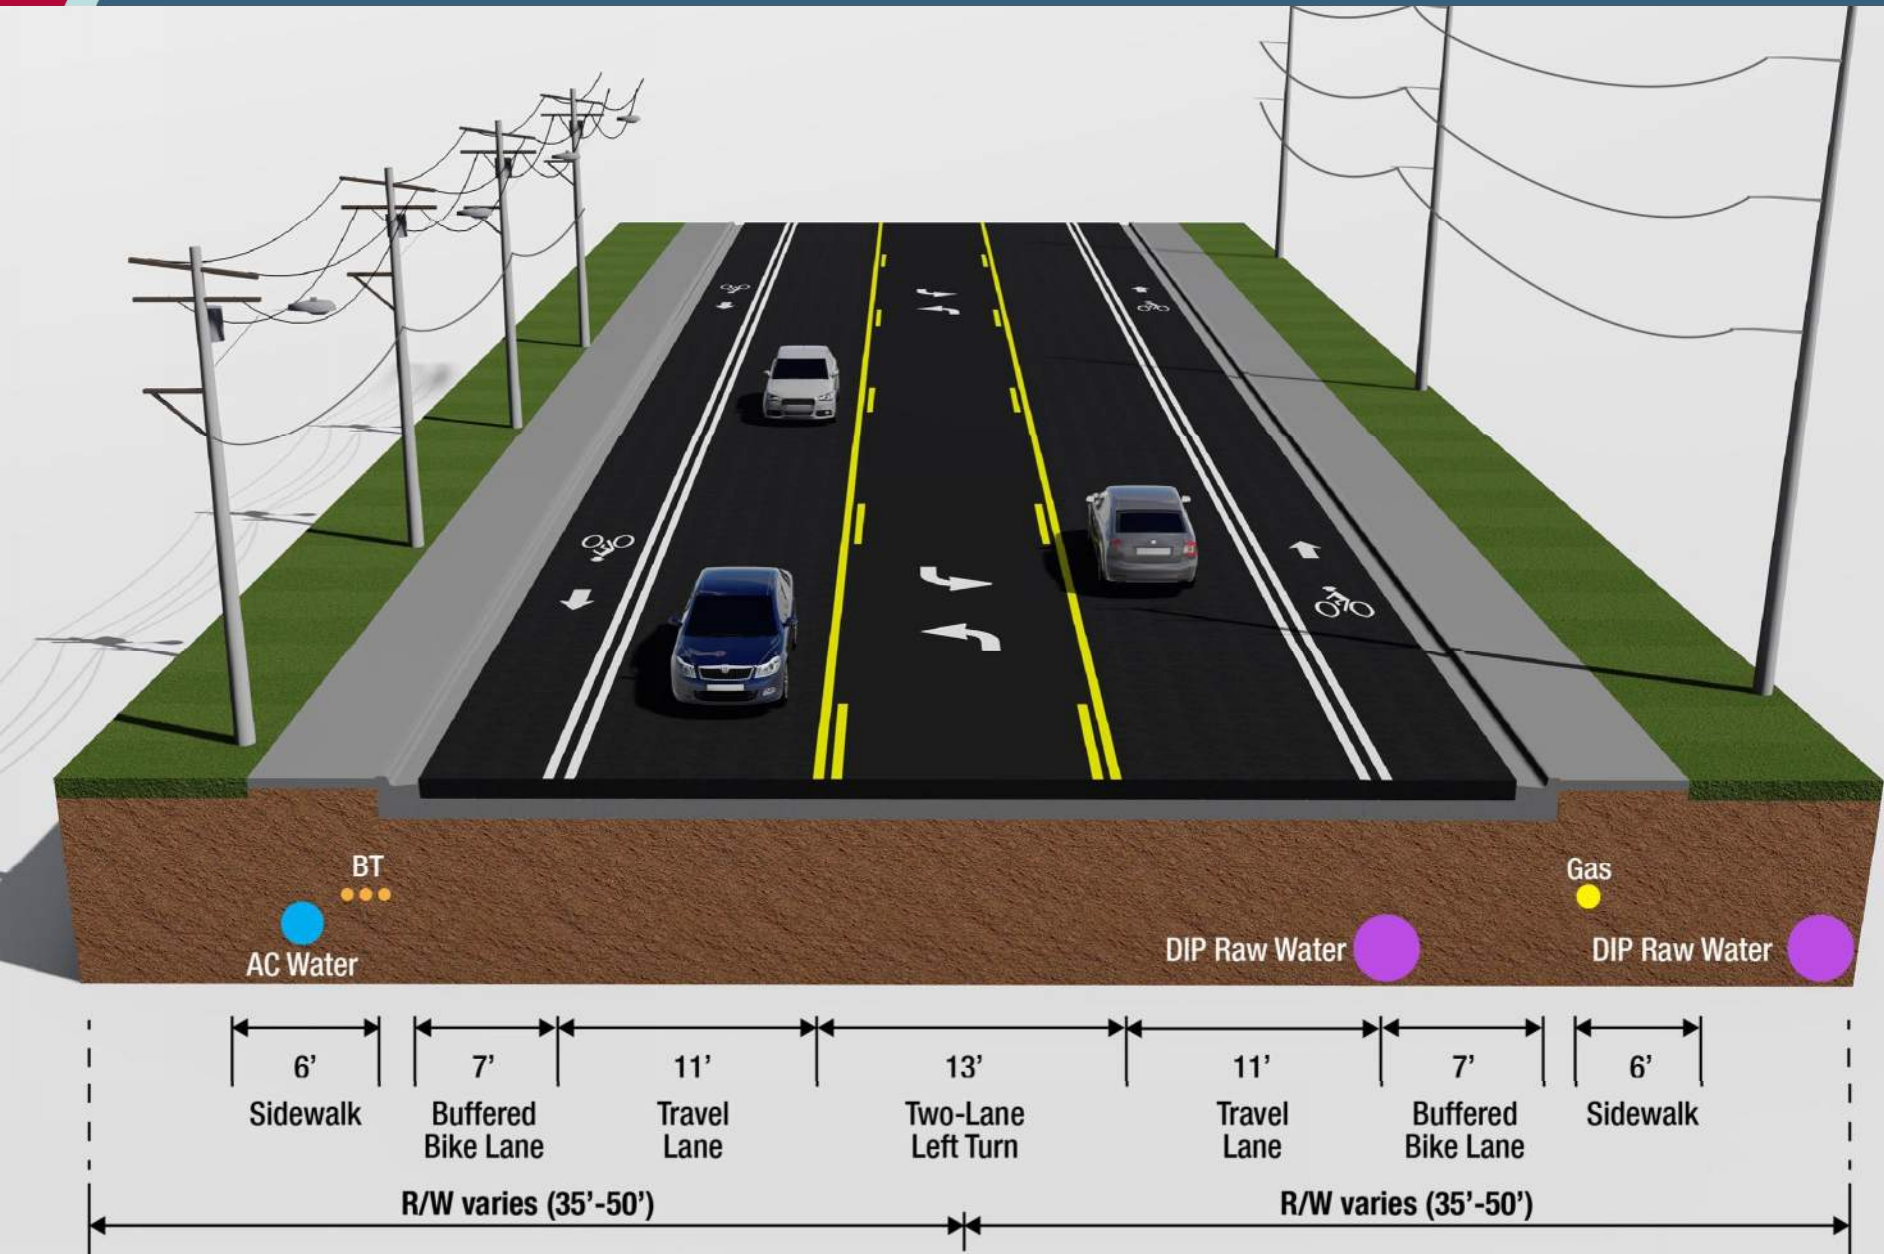 BT
Gas
AC Water
DIP Raw Water
DIP Raw Water
6’
7’
11’
13’
11’
7’
6’
Sidewalk
Buffered
Bike Lane
Travel
Lane
Two-Lane
Left Turn
Travel
Lane
Buffered
Bike Lane
Sidewalk
R/W varies (35’-50’)
R/W varies (35’-50’)